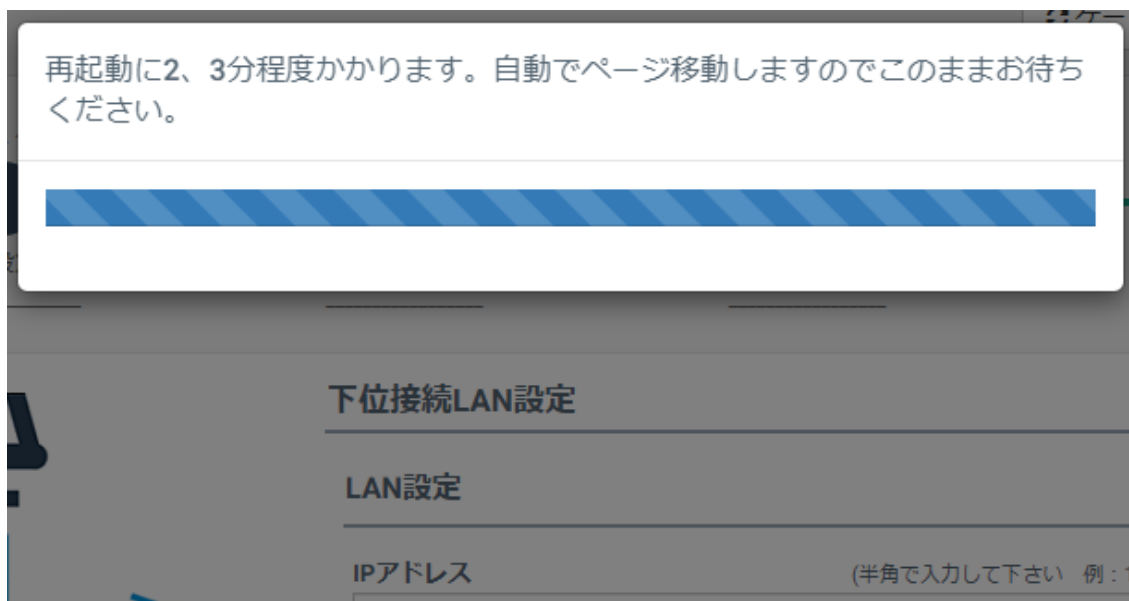 再起動に2、3分程度かかります。自動でページ移動しますのでこのままお待ち
ください。
下位接続LAN設定
LAN設定
IPアドレス
(半角で入力して下さい 例：